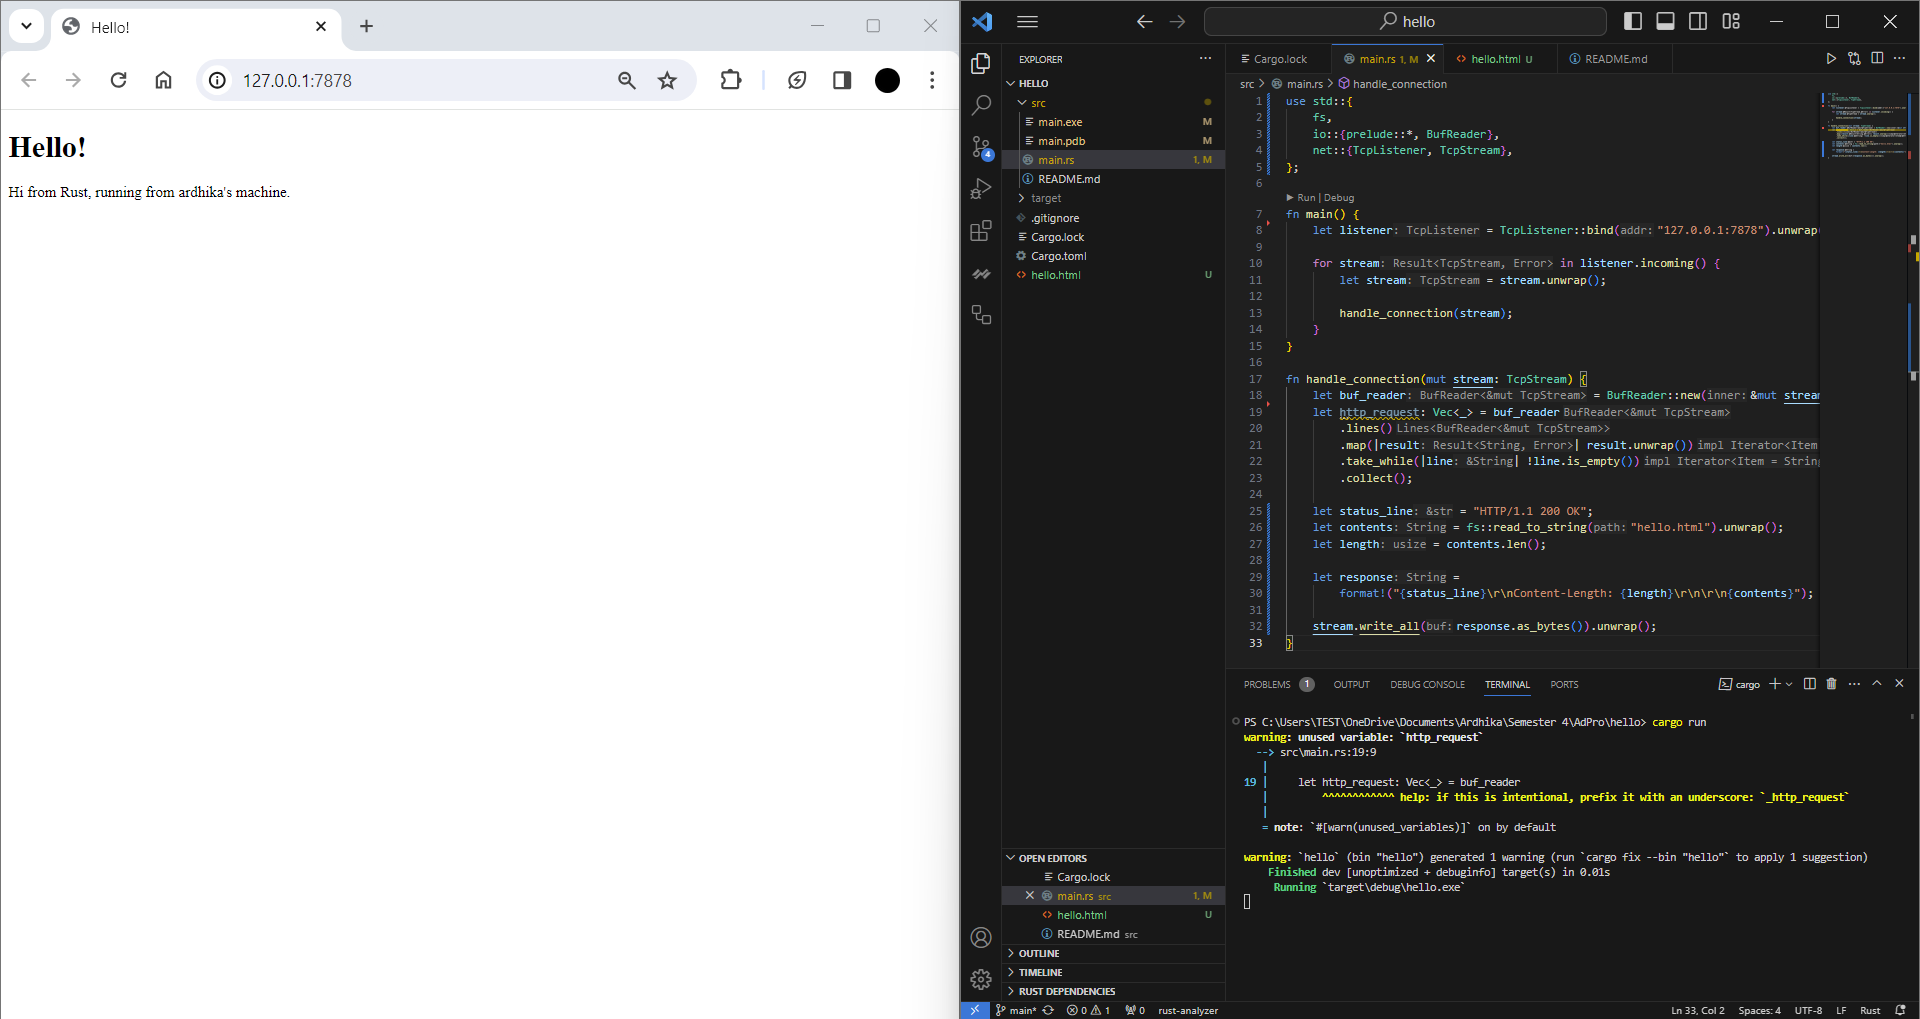 Hello!
127.0.0.1:7878
Hello!
Hi from Rust, running from ardhika's machine.
hello
EXPLORER
HELLO
src
main.exe M
main.pdb M
main.rs 1, M
README.md
target
.gitignore
Cargo.lock
Cargo.toml
hello.html U
4
OPEN EDITORS
Cargo.lock
main.rs src 1, M
hello.html U
README.md src
OUTLINE
TIMELINE
RUST DEPENDENCIES
Cargo.lock main.rs 1, M hello.html U README.md
src > main.rs > handle_connection
1 use std::{
2 fs,
3 io::{prelude::*, BufReader},
4 net::{TcpListener, TcpStream},
5 };
6
Run | Debug
7 fn main() {
8 let listener: TcpListener = TcpListener::bind(addr: "127.0.0.1:7878").unwrap
9
10 for stream: Result<TcpStream, Error> in listener.incoming() {
11 let stream: TcpStream = stream.unwrap();
12
13 handle_connection(stream);
14 }
15 }
16
17 fn handle_connection(mut stream: TcpStream) {
18 let buf_reader: BufReader<&mut TcpStream> = BufReader::new(inner: &mut strea
19 let http_request: Vec<_> = buf_reader BufReader<&mut TcpStream>
20 .lines() Lines<BufReader<&mut TcpStream>>
21 .map(|result: Result<String, Error>| result.unwrap()) impl Iterator<Item
22 .take_while(|line: &String| !line.is_empty()) impl Iterator<Item = Strin
23 .collect();
24
25 let status_line: &str = "HTTP/1.1 200 OK";
26 let contents: String = fs::read_to_string(path: "hello.html").unwrap();
27 let length: usize = contents.len();
28
29 let response: String =
30 format!("{status_line}\r\nContent-Length: {length}\r\n\r\n{contents}");
31
32 stream.write_all(buf: response.as_bytes()).unwrap();
33 }
PROBLEMS 1 OUTPUT DEBUG CONSOLE TERMINAL PORTS cargo
PS C:\Users\TEST\OneDrive\Documents\Ardhika\Semester 4\AdPro\hello> cargo run
warning: unused variable: `http_request`
--> src\main.rs:19:9
|
19 | let http_request: Vec<_> = buf_reader
| ^^^^^^^^^^^^ help: if this is intentional, prefix it with an underscore: `_http_request`
|
= note: `#[warn(unused_variables)]` on by default
warning: `hello` (bin "hello") generated 1 warning (run `cargo fix --bin "hello"` to apply 1 suggestion)
Finished dev [unoptimized + debuginfo] target(s) in 0.01s
Running `target\debug\hello.exe`
main* 0 1 0 rust-analyzer Ln 33, Col 2 Spaces: 4 UTF-8 LF Rust